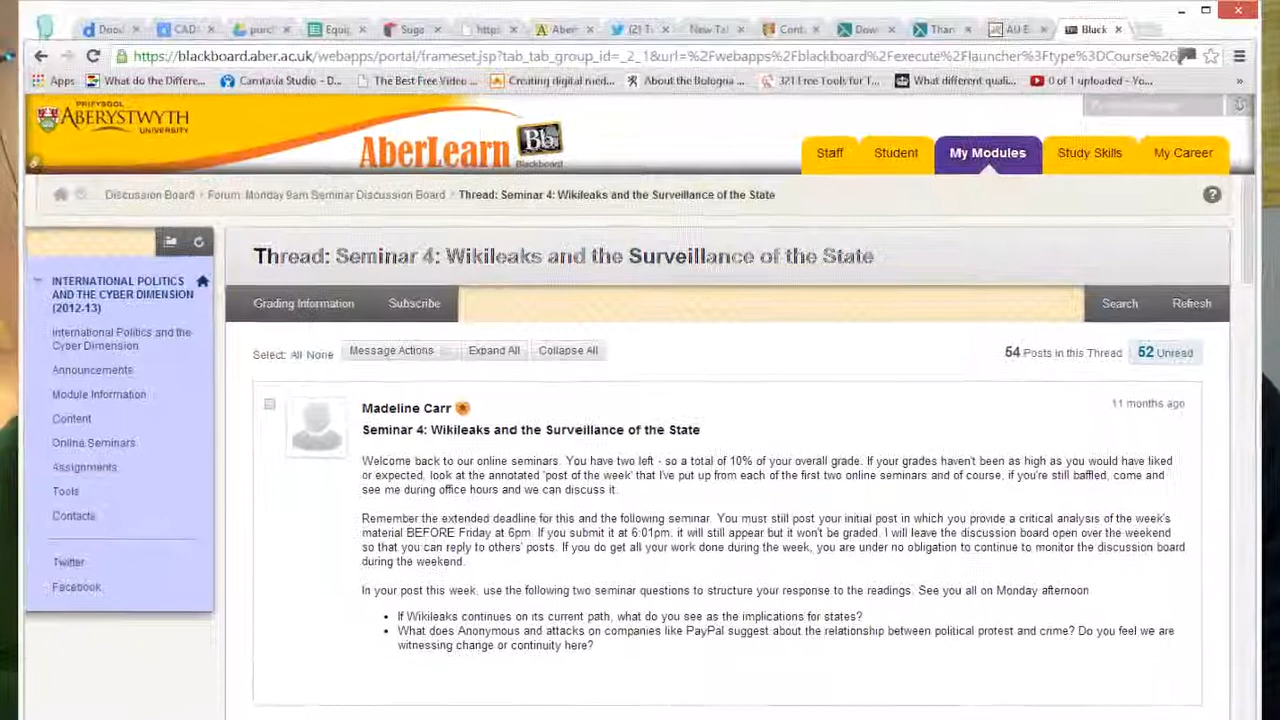 Equip
Suga
https
Aber
New Ta
Cont
Dow
Than
AU E
Black
https://blackboard.aber.ac.uk/webapps/portal/frameset.jsp?tab_tab_group_id=_2_1&url=%2Fwebapps%2Fblackboard%2Fexecute%2Flauncher%3Ftype%3DCourse%26
Apps What do the Differe... Camtasia Studio - D... The Best Free Video ... Creating digital med... About the Bologna ... 321 Free Tools for T... What different quali... 0 of 1 uploaded - Yo... »
PRIFYSGOL
ABERYSTWYTH
UNIVERSITY
AberLearn Bb
Blackboard
Staff Student My Modules Study Skills My Career
Discussion Board › Forum: Monday 9am Seminar Discussion Board › Thread: Seminar 4: Wikileaks and the Surveillance of the State
INTERNATIONAL POLITICS
AND THE CYBER DIMENSION
(2012-13)
International Politics and the
Cyber Dimension
Announcements
Module Information
Content
Online Seminars
Assignments
Tools
Contacts
Twitter
Facebook
Thread: Seminar 4: Wikileaks and the Surveillance of the State
Grading Information Subscribe Search Refresh
Select: All None Message Actions Expand All Collapse All 54 Posts in this Thread 52 Unread
Madeline Carr 11 months ago
Seminar 4: Wikileaks and the Surveillance of the State
Welcome back to our online seminars. You have two left - so a total of 10% of your overall grade. If your grades haven't been as high as you would have liked
or expected, look at the annotated 'post of the week' that I've put up from each of the first two online seminars and of course, if you're still baffled, come and
see me during office hours and we can discuss it.
Remember the extended deadline for this and the following seminar. You must still post your initial post in which you provide a critical analysis of the week's
material BEFORE Friday at 6pm. If you submit it at 6:01pm, it will still appear but it won't be graded. I will leave the discussion board open over the weekend
so that you can reply to others' posts. If you do get all your work done during the week, you are under no obligation to continue to monitor the discussion board
during the weekend.
In your post this week, use the following two seminar questions to structure your response to the readings. See you all on Monday afternoon
• If Wikileaks continues on its current path, what do you see as the implications for states?
• What does Anonymous and attacks on companies like PayPal suggest about the relationship between political protest and crime? Do you feel we are
witnessing change or continuity here?